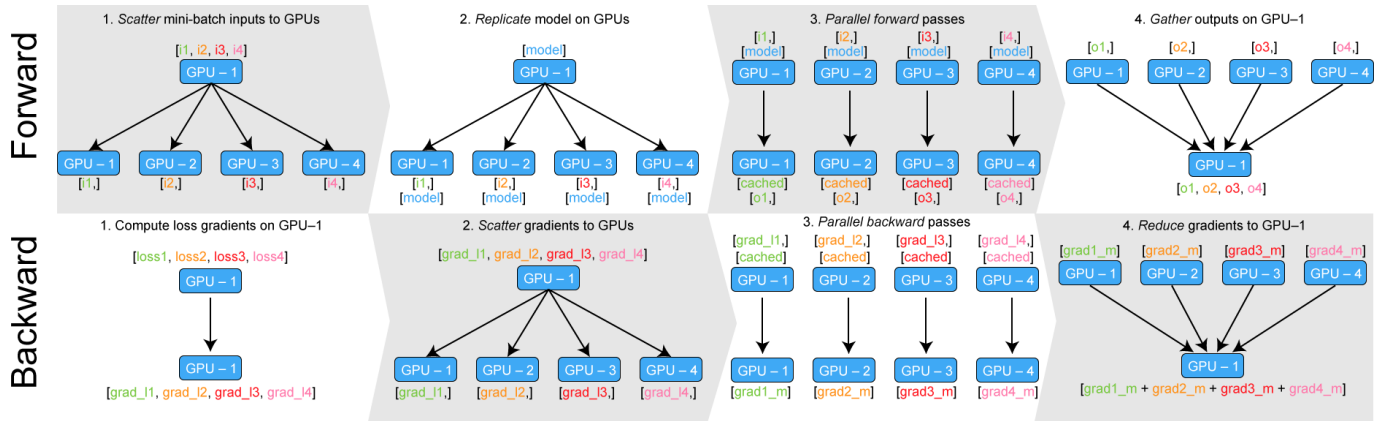 Forward
1. Scatter mini-batch inputs to GPUs
[i1, i2, i3, i4]
GPU – 1
GPU – 1 GPU – 2 GPU – 3 GPU – 4
[i1,] [i2,] [i3,] [i4,]
2. Replicate model on GPUs
[model]
GPU – 1
GPU – 1 GPU – 2 GPU – 3 GPU – 4
[i1,] [i2,] [i3,] [i4,]
[model] [model] [model] [model]
3. Parallel forward passes
[i1,] [i2,] [i3,] [i4,]
[model] [model] [model] [model]
GPU – 1 GPU – 2 GPU – 3 GPU – 4
GPU – 1 GPU – 2 GPU – 3 GPU – 4
[cached] [cached] [cached] [cached]
[o1,] [o2,] [o3,] [o4,]
4. Gather outputs on GPU–1
[o1,] [o2,] [o3,] [o4,]
GPU – 1 GPU – 2 GPU – 3 GPU – 4
GPU – 1
[o1, o2, o3, o4]
Backward
1. Compute loss gradients on GPU–1
[loss1, loss2, loss3, loss4]
GPU – 1
GPU – 1
[grad_l1, grad_l2, grad_l3, grad_l4]
2. Scatter gradients to GPUs
[grad_l1, grad_l2, grad_l3, grad_l4]
GPU – 1
GPU – 1 GPU – 2 GPU – 3 GPU – 4
[grad_l1,] [grad_l2,] [grad_l3,] [grad_l4,]
3. Parallel backward passes
[grad_l1,] [grad_l2,] [grad_l3,] [grad_l4,]
[cached] [cached] [cached] [cached]
GPU – 1 GPU – 2 GPU – 3 GPU – 4
GPU – 1 GPU – 2 GPU – 3 GPU – 4
[grad1_m] [grad2_m] [grad3_m] [grad4_m]
4. Reduce gradients to GPU–1
[grad1_m] [grad2_m] [grad3_m] [grad4_m]
GPU – 1 GPU – 2 GPU – 3 GPU – 4
GPU – 1
[grad1_m + grad2_m + grad3_m + grad4_m]